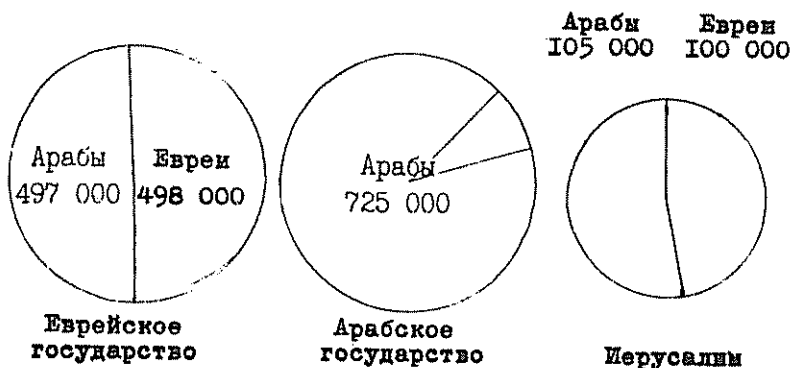 Арабы
105 000
Евреи
100 000
Арабы
497 000
Евреи
498 000
Арабы
725 000
Еврейское
государство
Арабское
государство
Иерусалим